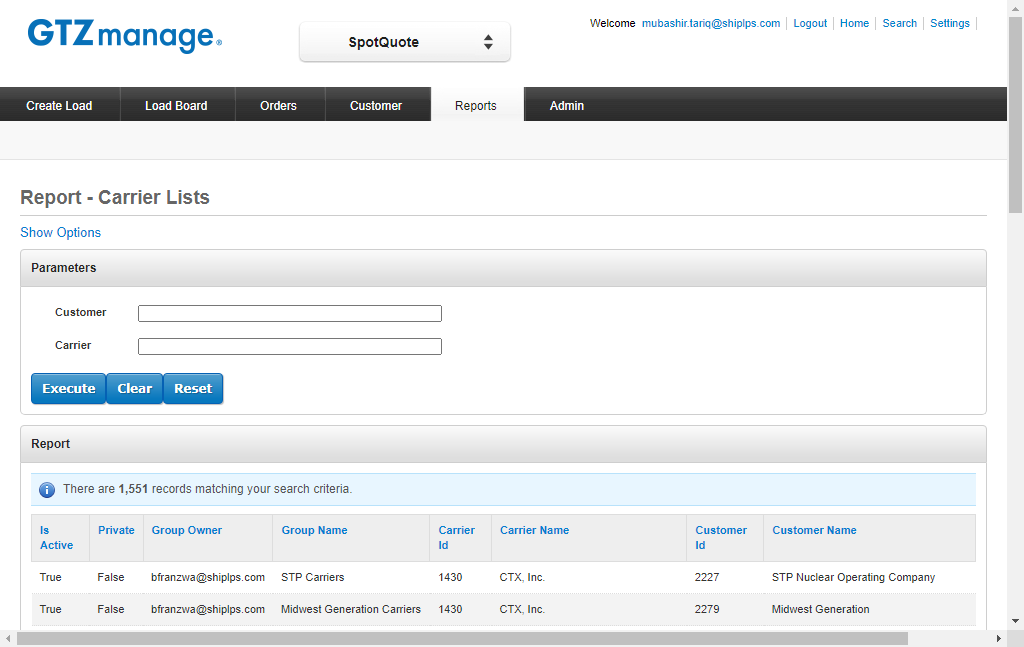 GTZmanage®
SpotQuote
Welcome mubashir.tariq@shiplps.com Logout Home Search Settings
Create Load Load Board Orders Customer Reports Admin
Report - Carrier Lists
Show Options
Parameters
Customer
Carrier
Execute Clear Reset
Report
There are 1,551 records matching your search criteria.
Is Active Private Group Owner Group Name Carrier Id Carrier Name Customer Id Customer Name
True False bfranzwa@shiplps.com STP Carriers 1430 CTX, Inc. 2227 STP Nuclear Operating Company
True False bfranzwa@shiplps.com Midwest Generation Carriers 1430 CTX, Inc. 2279 Midwest Generation